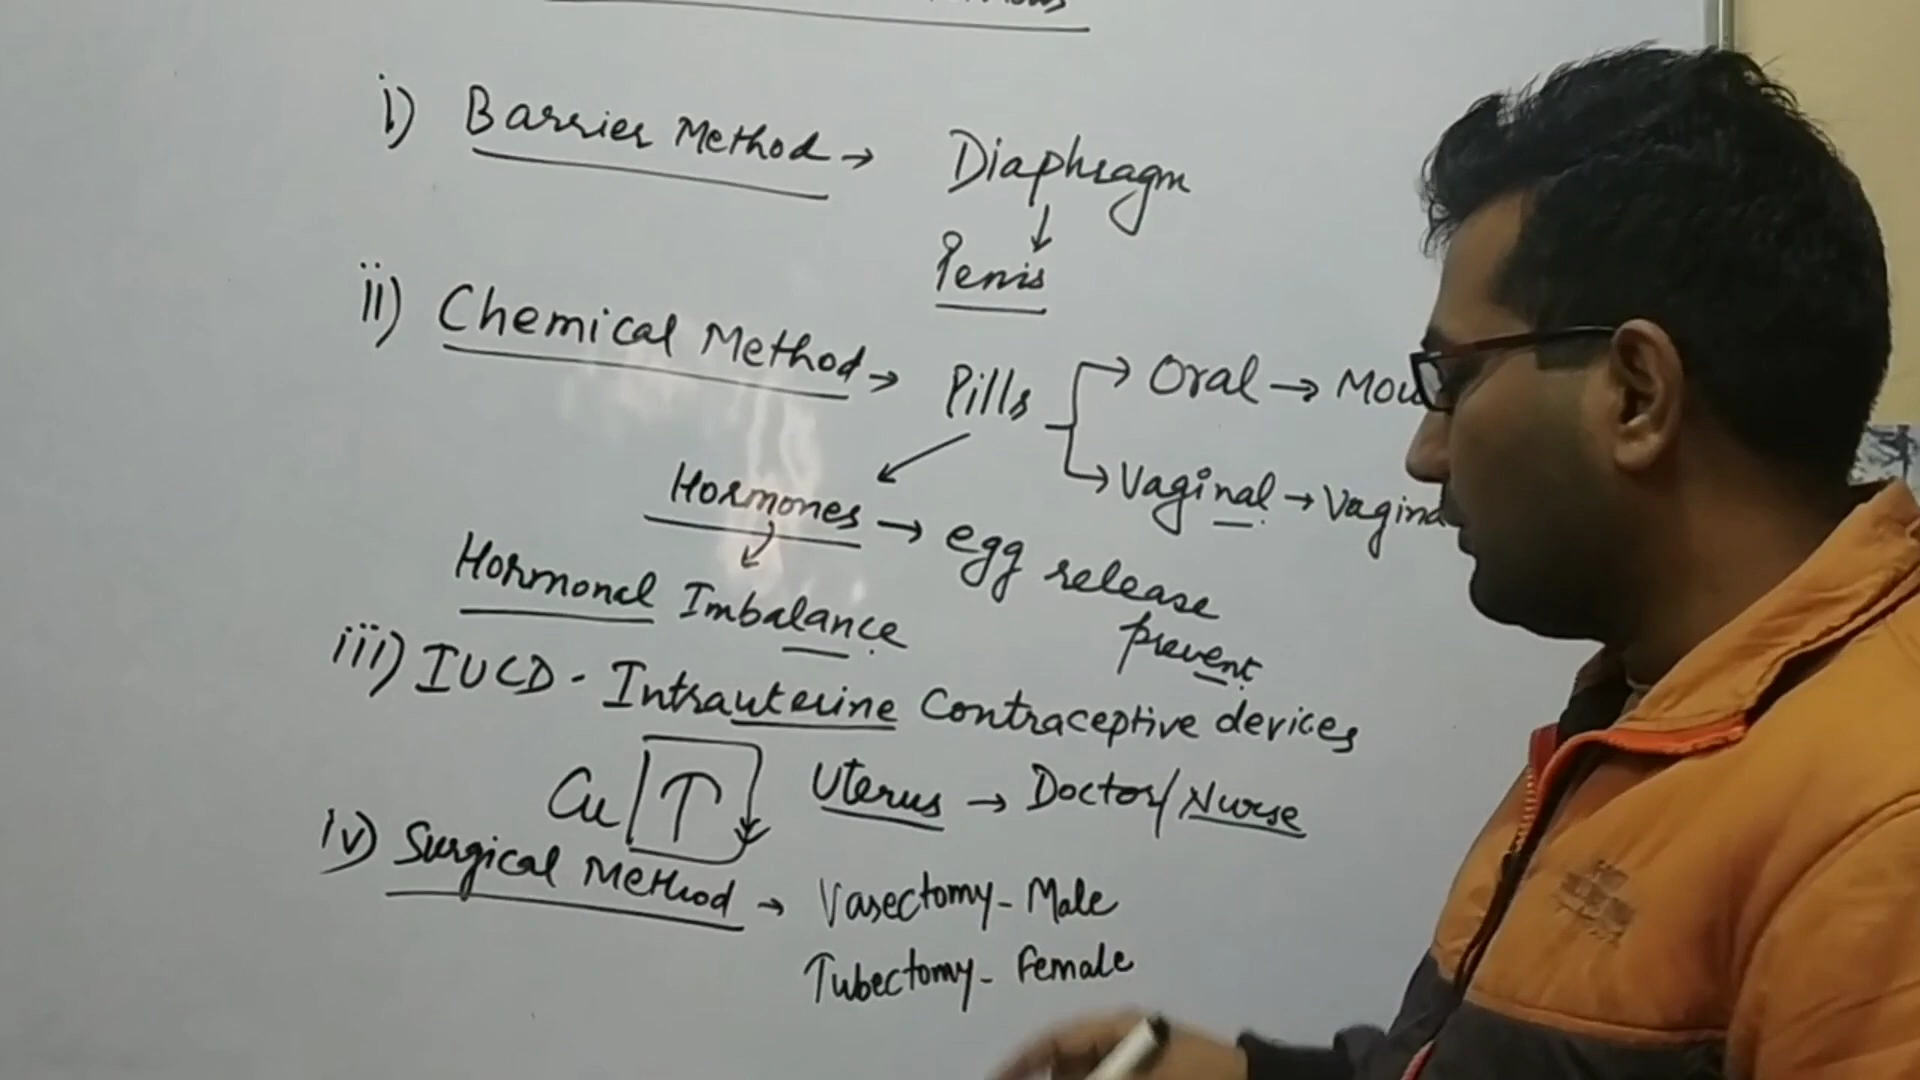 i) Barrier Method → Diaphragm
↓
Penis
ii) Chemical Method → Pills → Oral →
→ Vaginal → Vagina
Hormones → egg release
prevent
Hormonal Imbalance
iii) IUCD - Intrauterine Contraceptive devices
Cu T Uterus → Doctor/Nurse
iv) Surgical Method → Vasectomy - Male
Tubectomy - Female